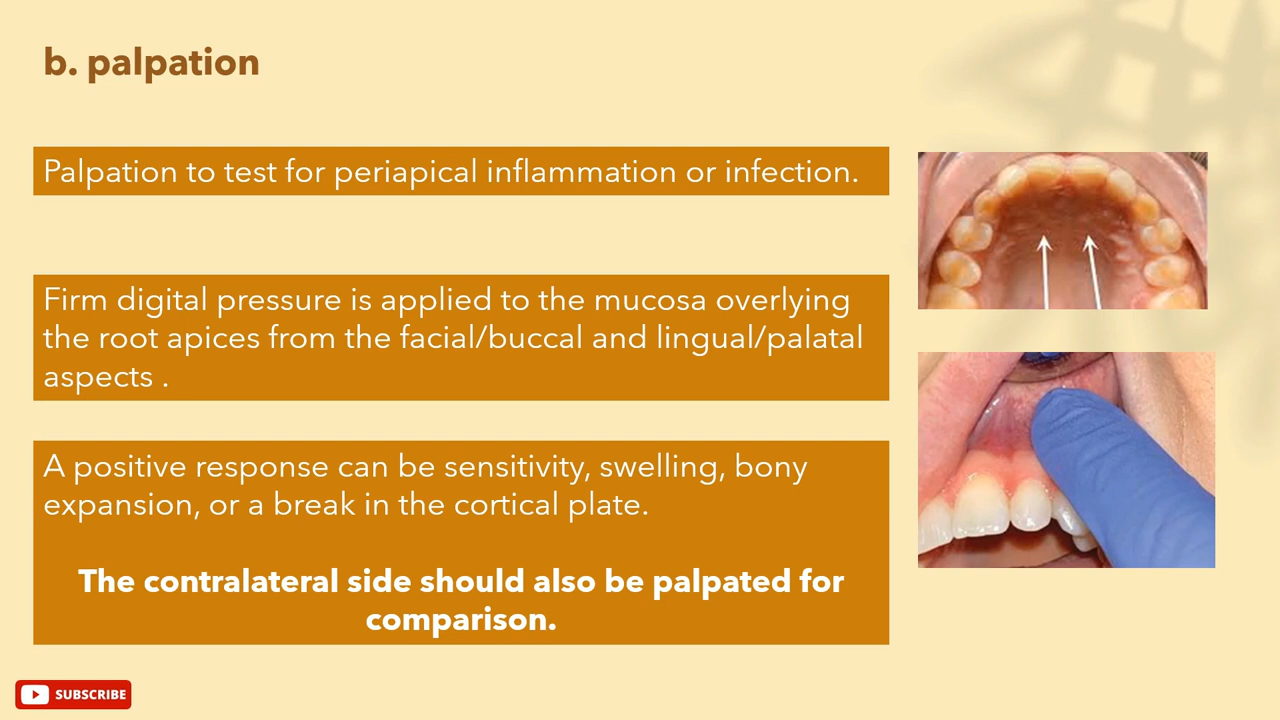 b. palpation
Palpation to test for periapical inflammation or infection.
Firm digital pressure is applied to the mucosa overlying
the root apices from the facial/buccal and lingual/palatal
aspects .
A positive response can be sensitivity, swelling, bony
expansion, or a break in the cortical plate.
The contralateral side should also be palpated for
comparison.
SUBSCRIBE